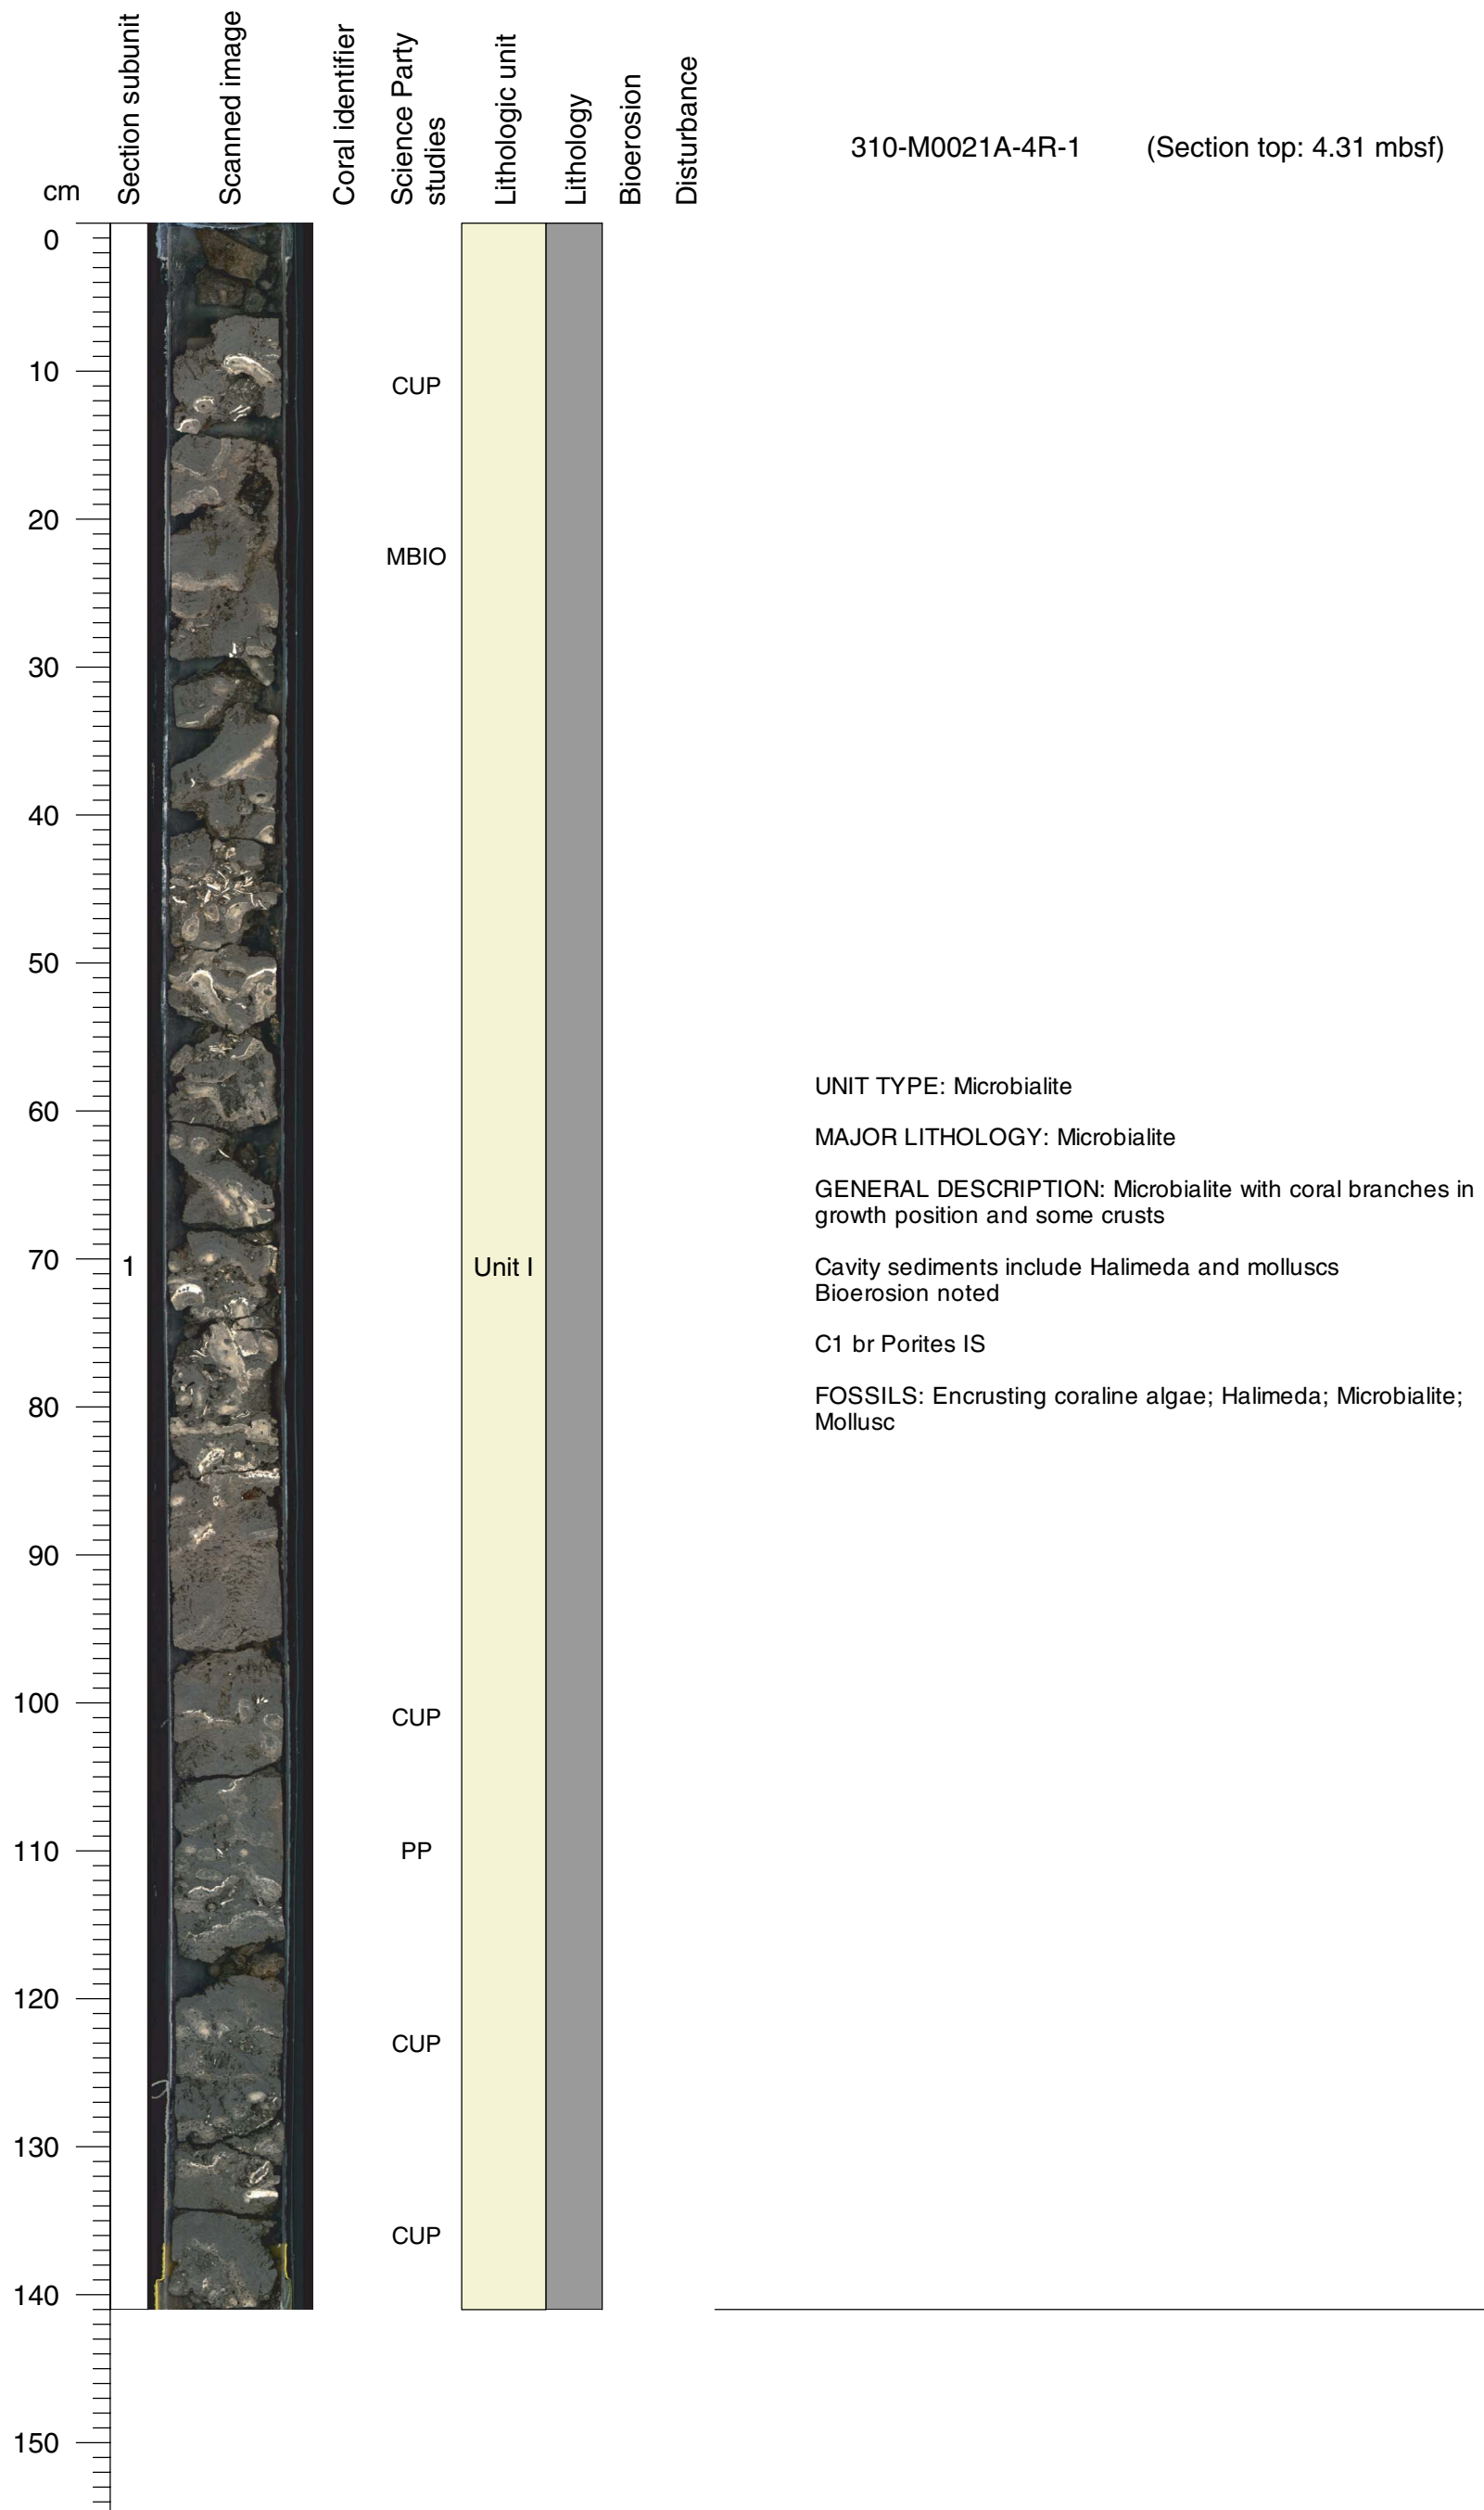 Section subunit
Scanned image
Coral identifier
Science Party
studies
Lithologic unit
Lithology
Bioerosion
Disturbance
310-M0021A-4R-1 (Section top: 4.31 mbsf)
cm
0
10
CUP
20
MBIO
30
40
50
UNIT TYPE: Microbialite
60
MAJOR LITHOLOGY: Microbialite
GENERAL DESCRIPTION: Microbialite with coral branches in
growth position and some crusts
70
1
Unit I
Cavity sediments include Halimeda and molluscs
Bioerosion noted
C1 br Porites IS
80
FOSSILS: Encrusting coraline algae; Halimeda; Microbialite;
Mollusc
90
100
CUP
110
PP
120
CUP
130
CUP
140
150